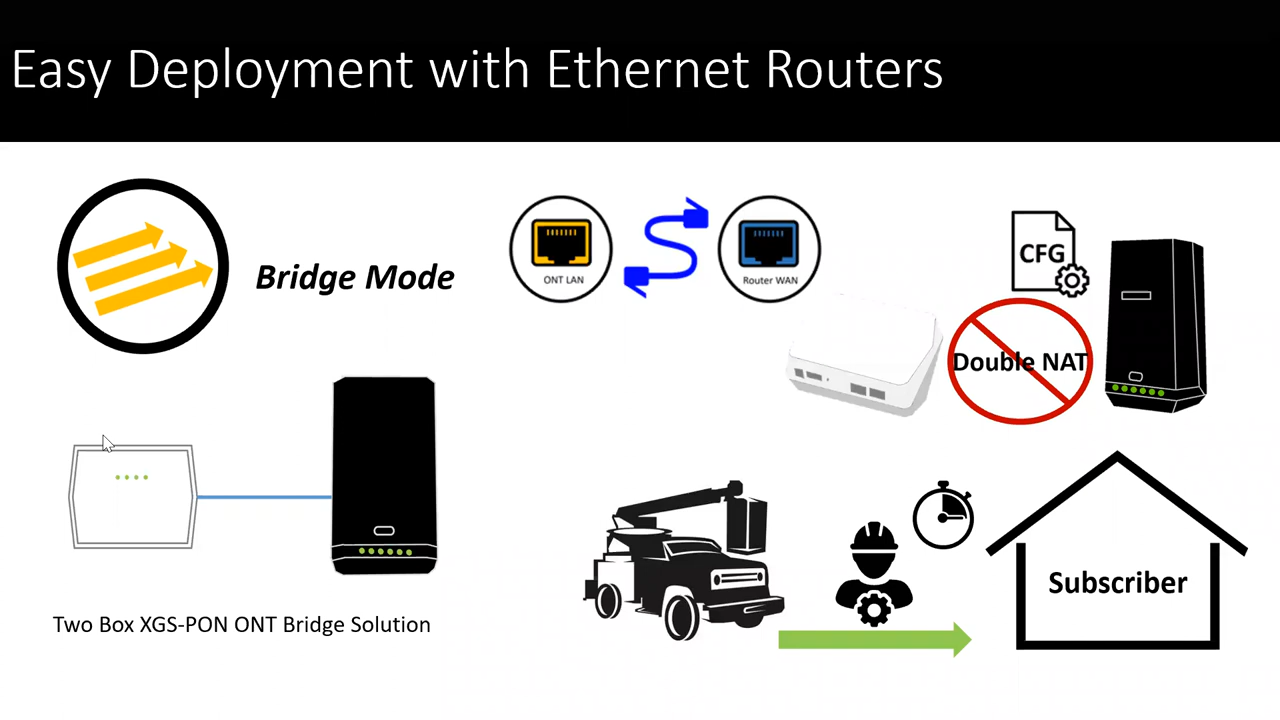 Easy Deployment with Ethernet Routers
Bridge Mode
ONT LAN
Router WAN
CFG
Double NAT
Two Box XGS-PON ONT Bridge Solution
Subscriber